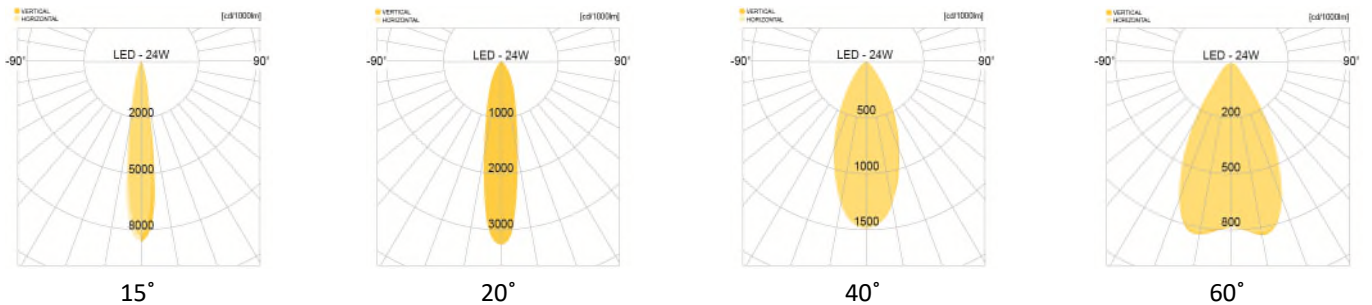 VERTICAL
HORIZONTAL
[cd/1000lm]
LED - 24W
-90˚
90˚
2000
5000
8000
15˚
VERTICAL
HORIZONTAL
[cd/1000lm]
LED - 24W
-90˚
90˚
1000
2000
3000
20˚
VERTICAL
HORIZONTAL
[cd/1000lm]
LED - 24W
-90˚
90˚
500
1000
1500
40˚
VERTICAL
HORIZONTAL
[cd/1000lm]
LED - 24W
-90˚
90˚
200
500
800
60˚